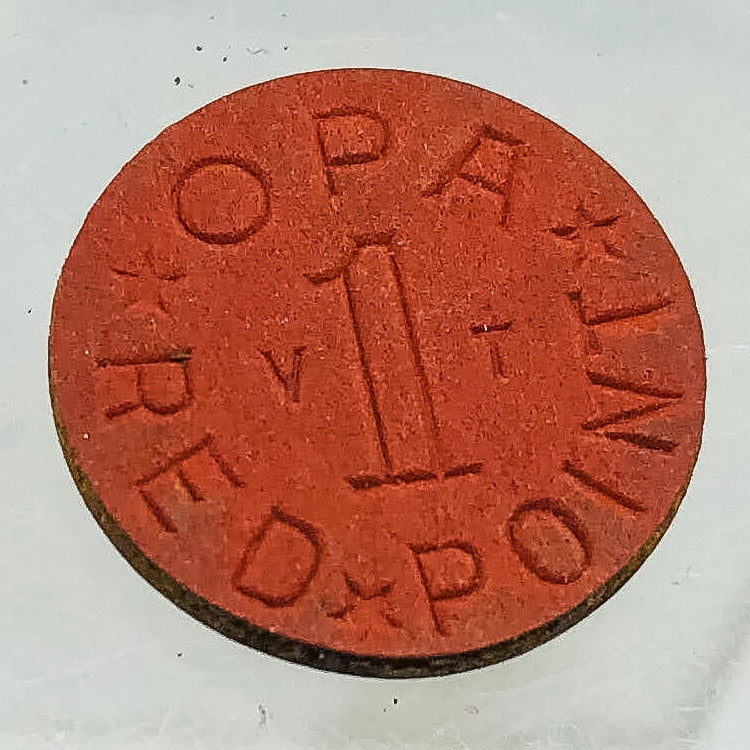 OPA
V 1 T
RED POINT